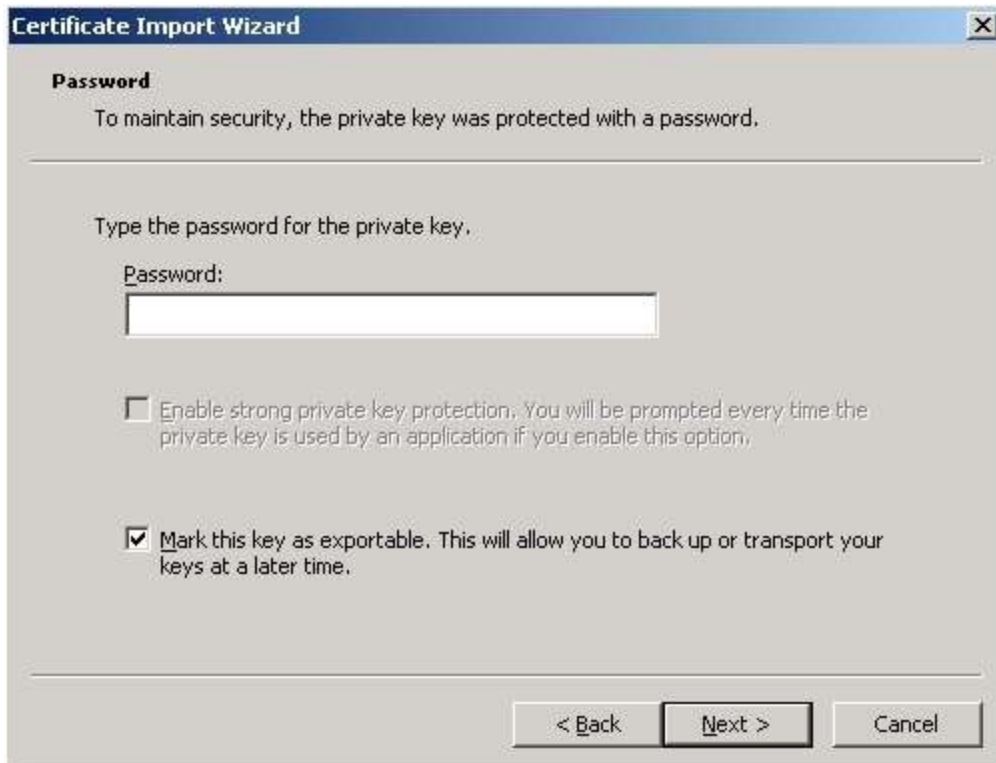 Certificate Import Wizard
Password
To maintain security, the private key was protected with a password.
Type the password for the private key.
Password:
Enable strong private key protection. You will be prompted every time the
private key is used by an application if you enable this option.
Mark this key as exportable. This will allow you to back up or transport your
keys at a later time.
< Back Next > Cancel